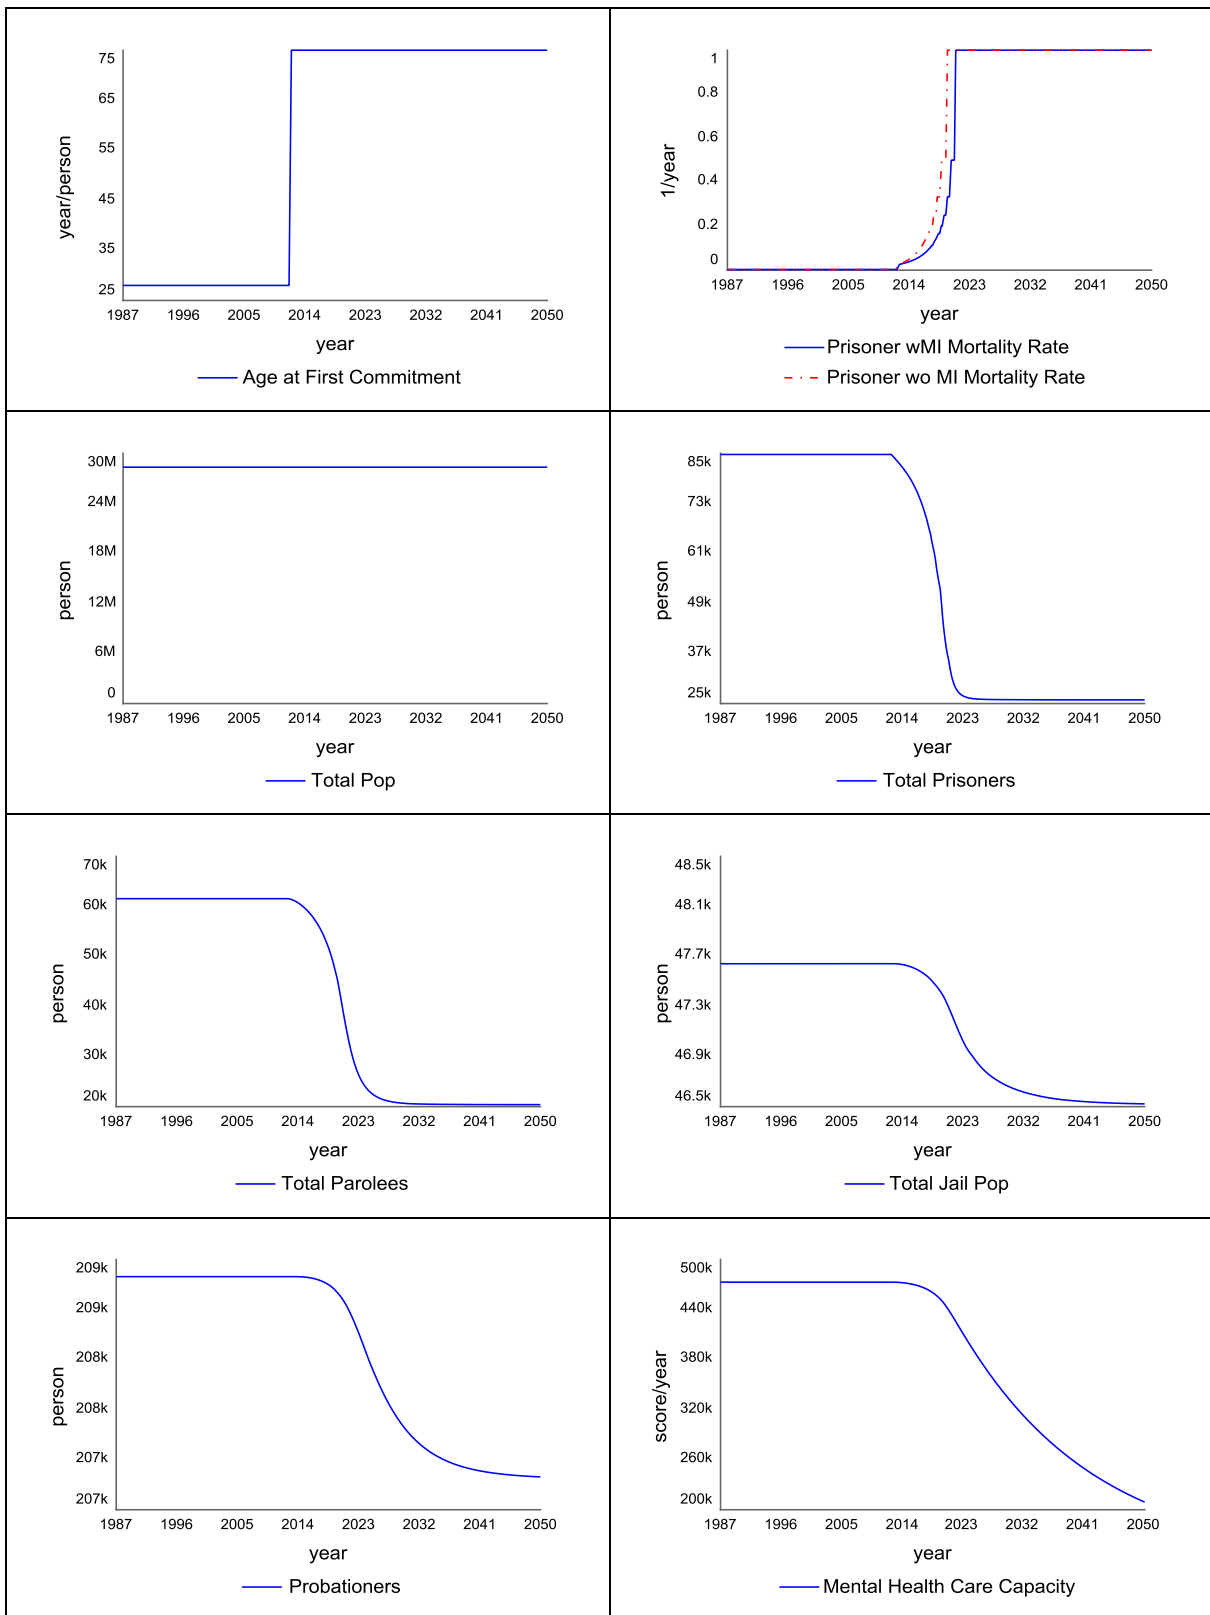 75
65
55
45
35
25
year/person
1987 1996 2005 2014 2023 2032 2041 2050
year
Age at First Commitment
1
0.8
0.6
0.4
0.2
0
1/year
1987 1996 2005 2014 2023 2032 2041 2050
year
Prisoner wMI Mortality Rate
Prisoner wo MI Mortality Rate
30M
24M
18M
12M
6M
0
person
1987 1996 2005 2014 2023 2032 2041 2050
year
Total Pop
85k
73k
61k
49k
37k
25k
person
1987 1996 2005 2014 2023 2032 2041 2050
year
Total Prisoners
70k
60k
50k
40k
30k
20k
person
1987 1996 2005 2014 2023 2032 2041 2050
year
Total Parolees
48.5k
48.1k
47.7k
47.3k
46.9k
46.5k
person
1987 1996 2005 2014 2023 2032 2041 2050
year
Total Jail Pop
209k
209k
208k
208k
207k
207k
person
1987 1996 2005 2014 2023 2032 2041 2050
year
Probationers
500k
440k
380k
320k
260k
200k
score/year
1987 1996 2005 2014 2023 2032 2041 2050
year
Mental Health Care Capacity